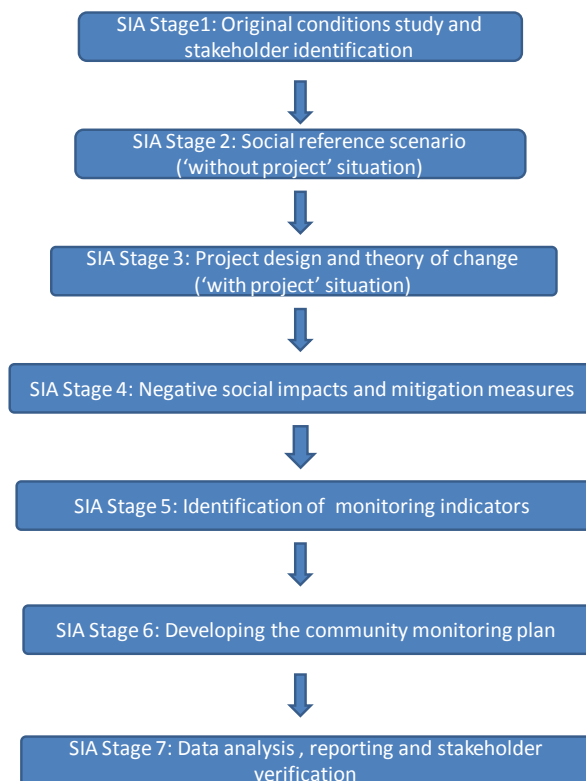 SIA Stage1: Original conditions study and
stakeholder identification
SIA Stage 2: Social reference scenario
(‘without project’ situation)
SIA Stage 3: Project design and theory of change
(‘with project’ situation)
SIA Stage 4: Negative social impacts and mitigation measures
SIA Stage 5: Identification of  monitoring indicators
SIA Stage 6: Developing the community monitoring plan
SIA Stage 7: Data analysis , reporting and stakeholder
verification